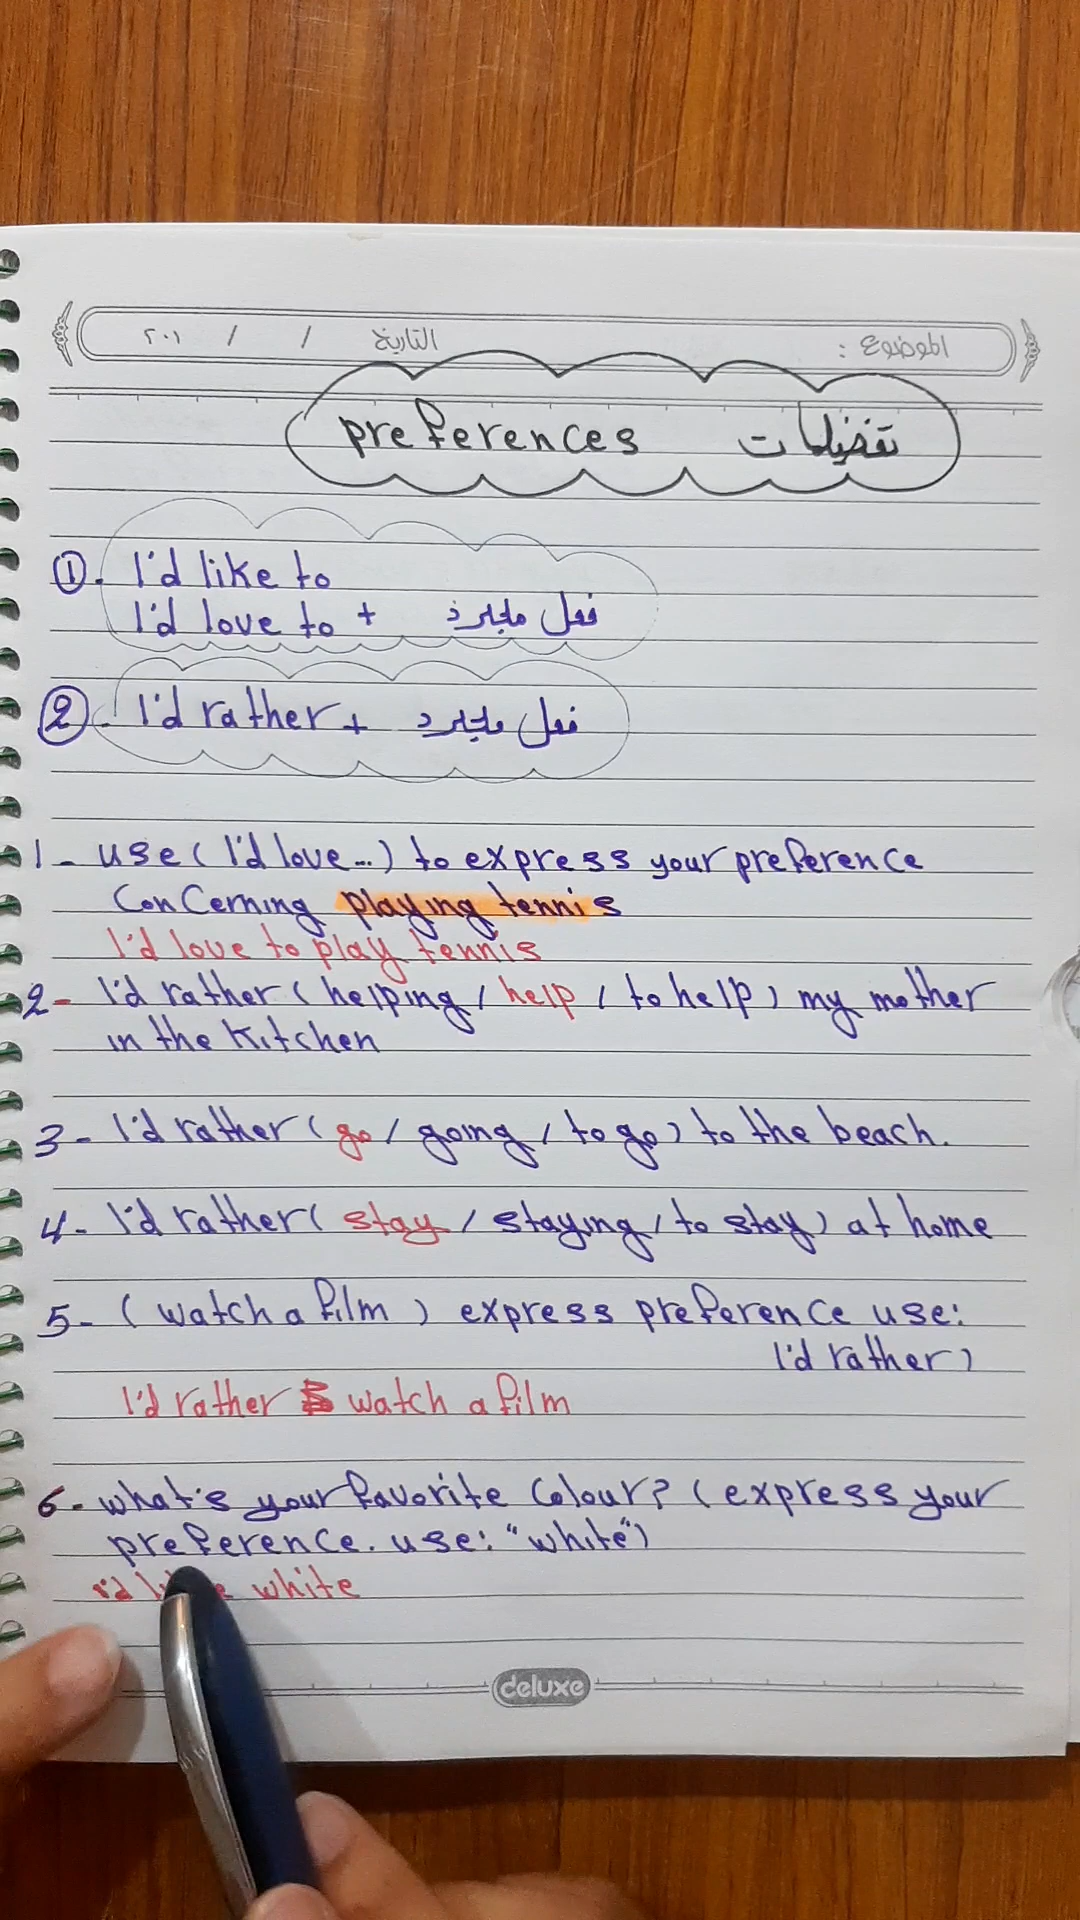 الموضوع :
التاريخ / / ٢٠١
preferences تفضيلات
①. I'd like to
I'd love to + فعل مجرد
②. I'd rather + فعل مجرد
1- use (I'd love...) to express your preference
concerning playing tennis
I'd love to play tennis
2- I'd rather (helping / help / to help) my mother
in the kitchen
3- I'd rather (go / going / to go) to the beach.
4- I'd rather (stay / staying / to stay) at home
5- (watch a film) express preference use:
I'd rather)
I'd rather watch a film
6- what's your favorite colour? (express your
preference. use: "white")
I'd white
deluxe